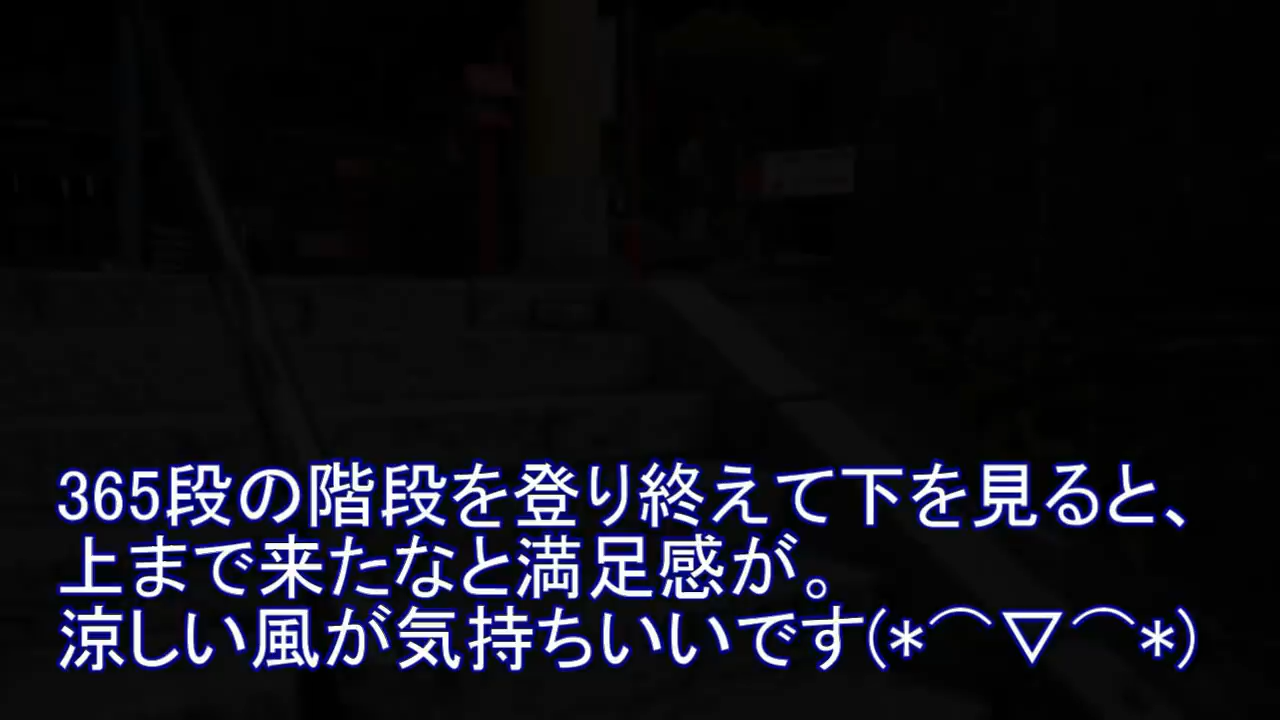 365段の階段を登り終えて下を見ると、
上まで来たなと満足感が。
涼しい風が気持ちいいです(*⌒▽⌒*)